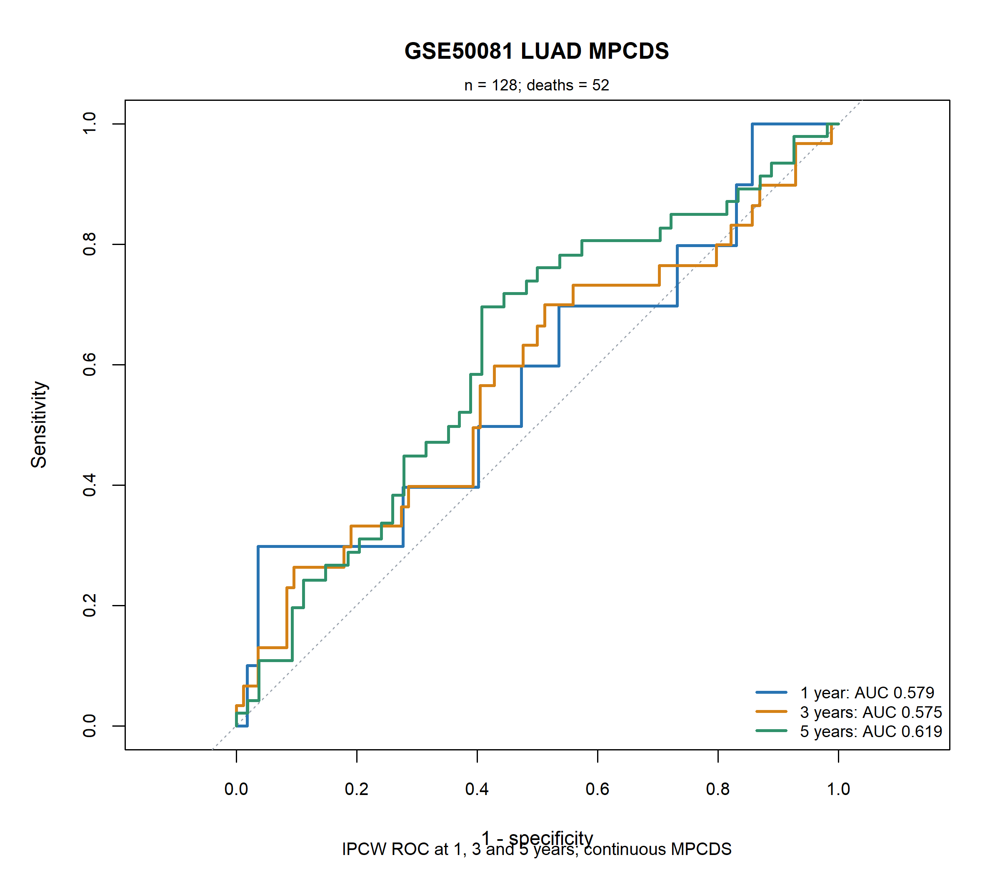 GSE50081 LUAD MPCDS
n = 128; deaths = 52
Sensitivity
1.0
0.8
0.6
0.4
0.2
0.0
1 year: AUC 0.579
3 years: AUC 0.575
5 years: AUC 0.619
0.0 0.2 0.4 0.6 0.8 1.0
1 - specificity
IPCW ROC at 1, 3 and 5 years; continuous MPCDS